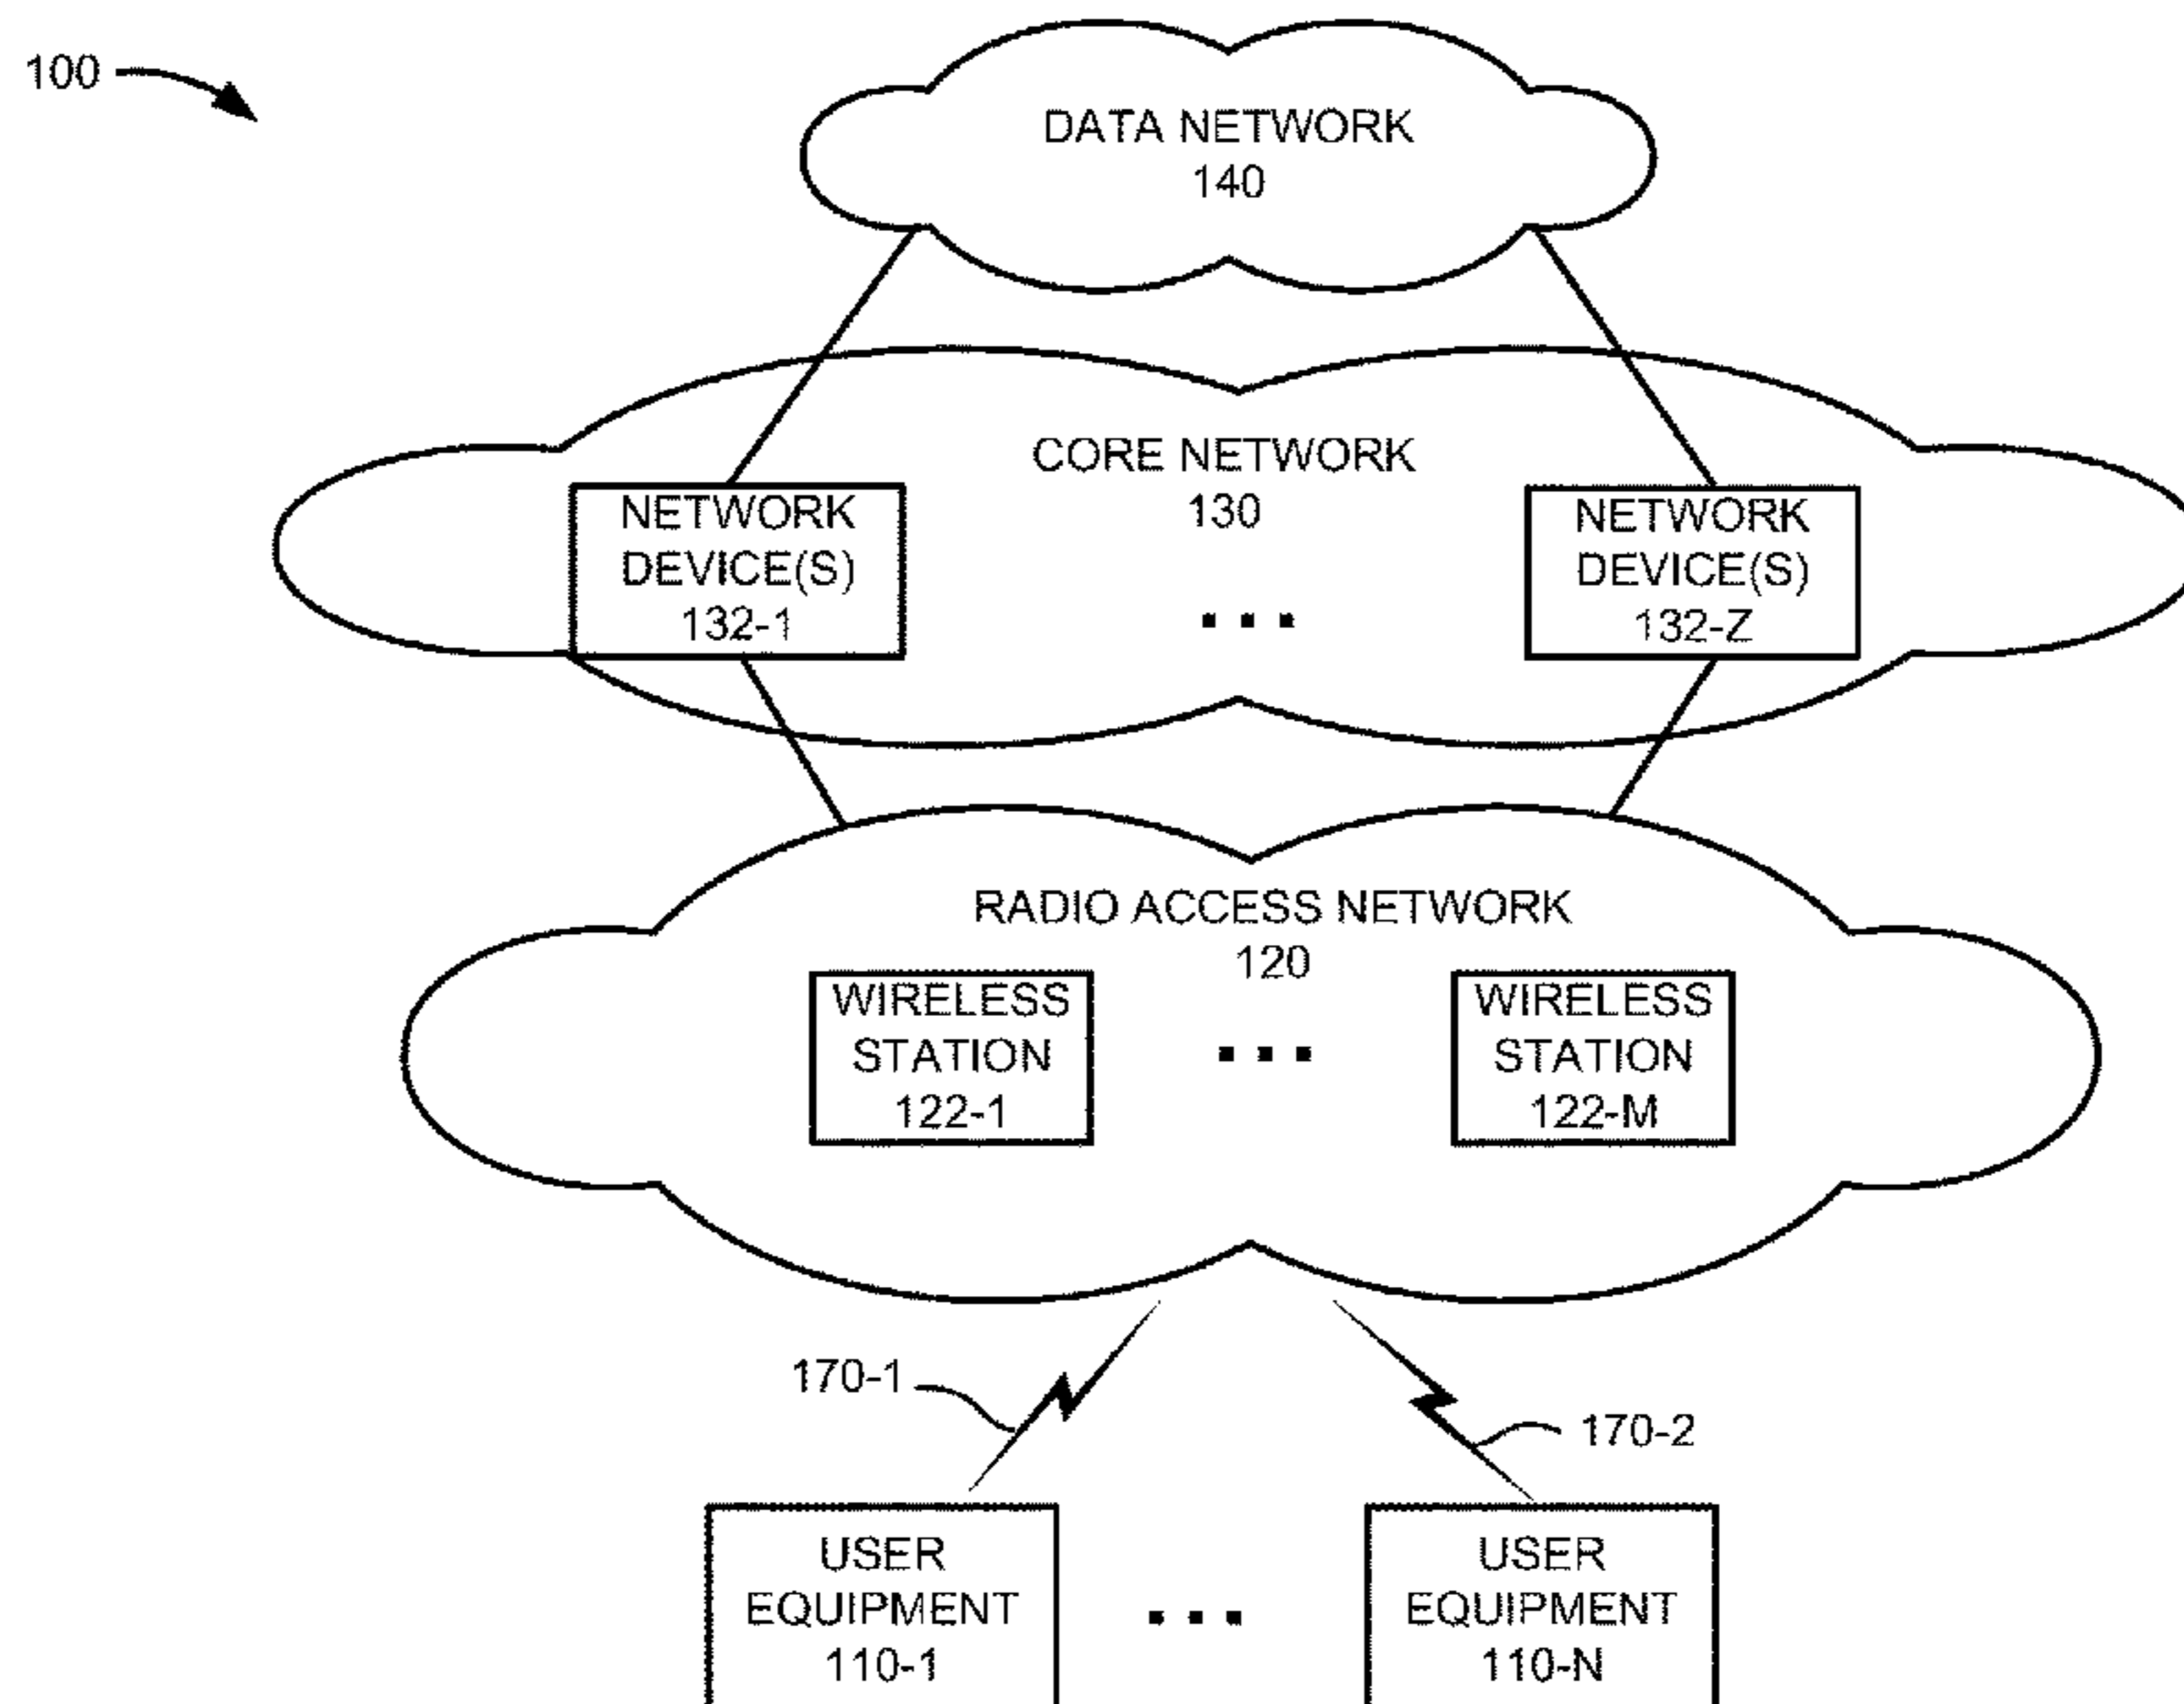 100
DATA NETWORK
140
CORE NETWORK
130
NETWORK
DEVICE(S)
132-1
NETWORK
DEVICE(S)
132-Z
RADIO ACCESS NETWORK
120
WIRELESS
STATION
122-1
WIRELESS
STATION
122-M
170-1
170-2
USER
EQUIPMENT
110-1
USER
EQUIPMENT
110-N